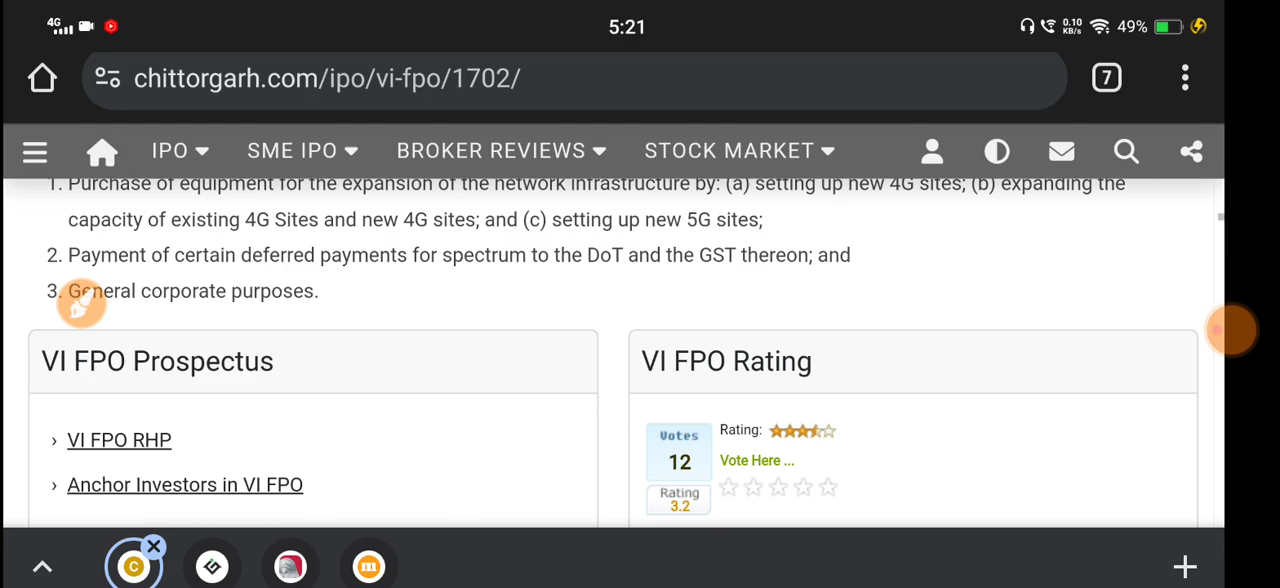 4G 5:21 0.10 KB/s 49%
chittorgarh.com/ipo/vi-fpo/1702/ 7
IPO SME IPO BROKER REVIEWS STOCK MARKET
1. Purchase of equipment for the expansion of the network infrastructure by: (a) setting up new 4G sites; (b) expanding the
capacity of existing 4G Sites and new 4G sites; and (c) setting up new 5G sites;
2. Payment of certain deferred payments for spectrum to the DoT and the GST thereon; and
3. General corporate purposes.
VI FPO Prospectus
› VI FPO RHP
› Anchor Investors in VI FPO
VI FPO Rating
Votes
12
Rating
3.2
Rating:
Vote Here ...
C m